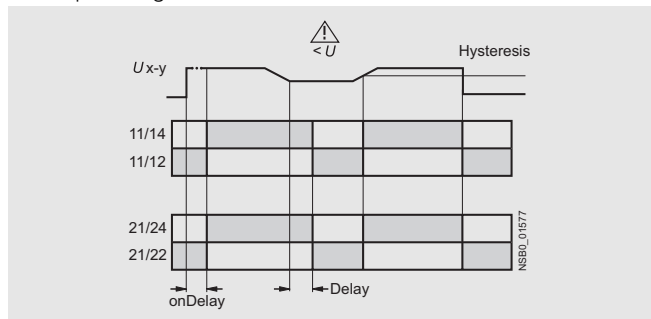 < U
Hysteresis
U x-y
11/14
11/12
21/24
21/22
NSB0_01577
onDelay
Delay